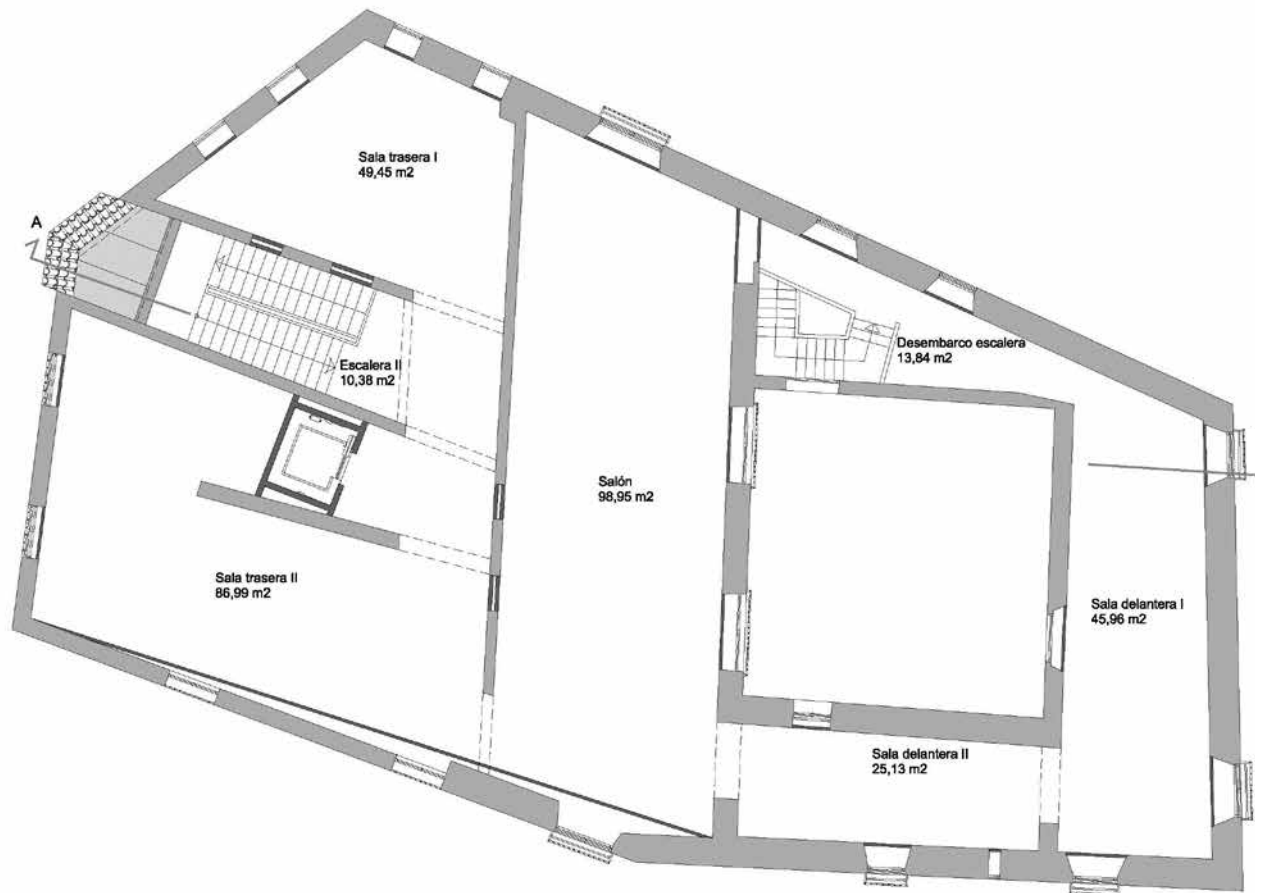 Sala trasera I
49,45 m2
A
Escalera II
10,38 m2
Desembarco escalera
13,84 m2
Salón
98,95 m2
Sala trasera II
86,99 m2
Sala delantera I
45,96 m2
Sala delantera II
25,13 m2